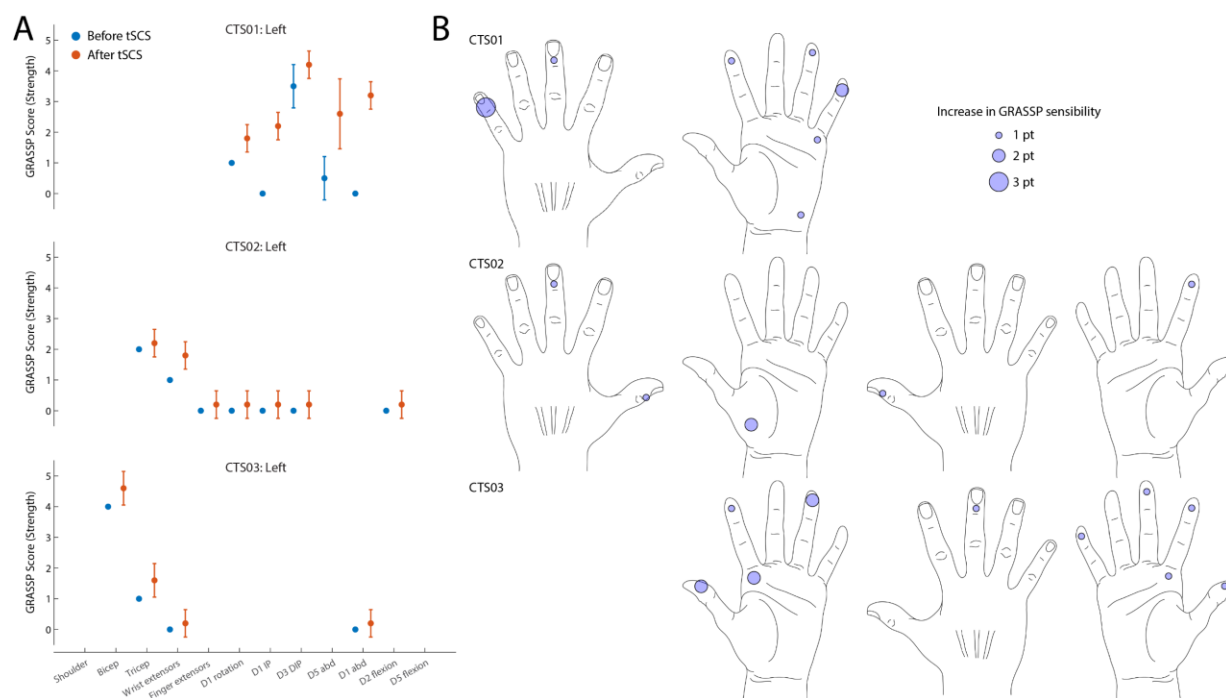 A
B
CTS01: Left
Before tSCS
After tSCS
GRASSP Score (Strength)
5
4
3
2
1
0
CTS02: Left
GRASSP Score (Strength)
5
4
3
2
1
0
CTS03: Left
GRASSP Score (Strength)
5
4
3
2
1
0
Shoulder
Bicep
Tricep
Wrist extensors
Finger extensors
D1 rotation
D1 IP
D3 DIP
D5 abd
D1 abd
D2 flexion
D5 flexion
CTS01
Increase in GRASSP sensibility
1 pt
2 pt
3 pt
CTS02
CTS03